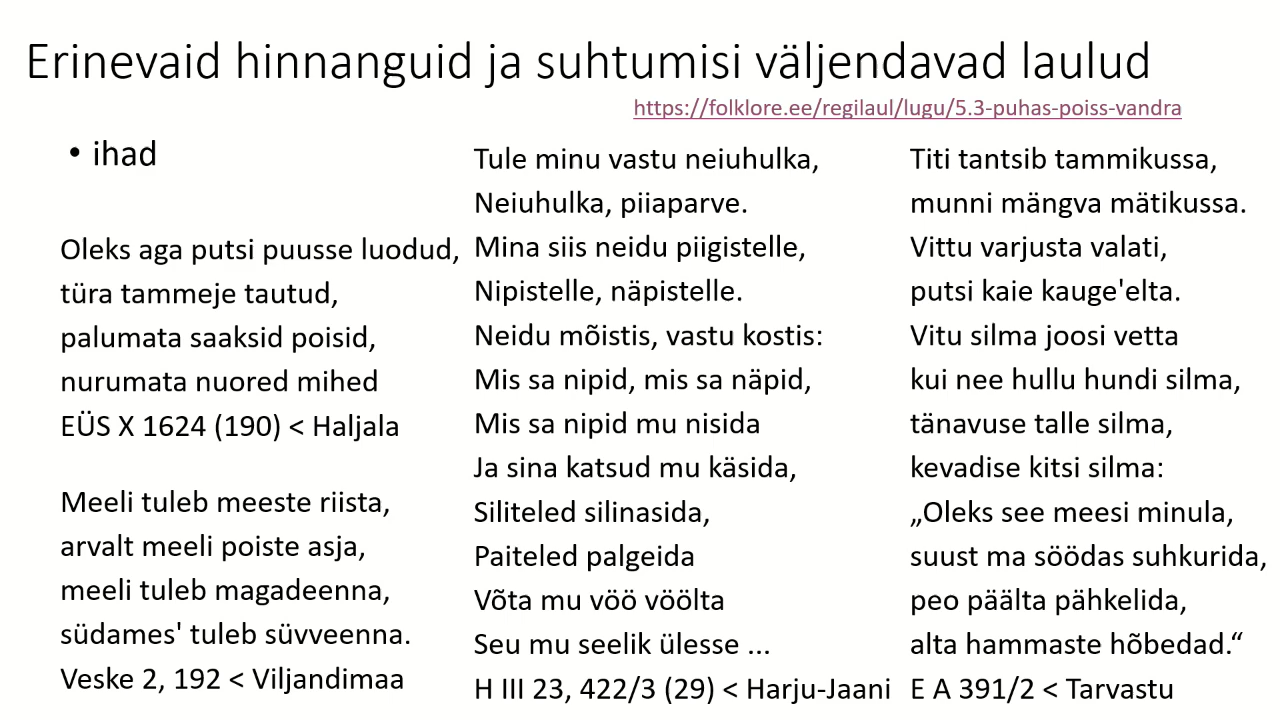 Erinevaid hinnanguid ja suhtumisi väljendavad laulud
https://folklore.ee/regilaul/lugu/5.3-puhas-poiss-vandra
• ihad
Oleks aga putsi puusse luodud,
türa tammeje tautud,
palumata saaksid poisid,
nurumata nuored mihed
EÜS X 1624 (190) < Haljala
Meeli tuleb meeste riista,
arvalt meeli poiste asja,
meeli tuleb magadeenna,
südames' tuleb süvveenna.
Veske 2, 192 < Viljandimaa
Tule minu vastu neiuhulka,
Neiuhulka, piiaparve.
Mina siis neidu piigistelle,
Nipistelle, näpistelle.
Neidu mõistis, vastu kostis:
Mis sa nipid, mis sa näpid,
Mis sa nipid mu nisida
Ja sina katsud mu käsida,
Siliteled silinasida,
Paiteled palgeida
Võta mu vöö vöölta
Seu mu seelik ülesse ...
H III 23, 422/3 (29) < Harju-Jaani
Titi tantsib tammikussa,
munni mängva mätikussa.
Vittu varjusta valati,
putsi kaie kauge'elta.
Vitu silma joosi vetta
kui nee hullu hundi silma,
tänavuse talle silma,
kevadise kitsi silma:
„Oleks see meesi minula,
suust ma söödas suhkurida,
peo päälta pähkelida,
alta hammaste hõbedad.“
E A 391/2 < Tarvastu